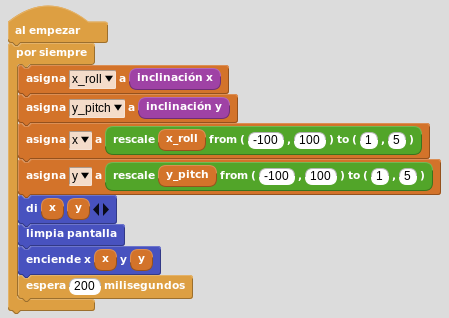 al empezar
por siempre
asigna x_roll a inclinación x
asigna y_pitch a inclinación y
asigna x a rescale x_roll from ( -100 , 100 ) to ( 1 , 5 )
asigna y a rescale y_pitch from ( -100 , 100 ) to ( 1 , 5 )
di x y
limpia pantalla
enciende x x y y
espera 200 milisegundos